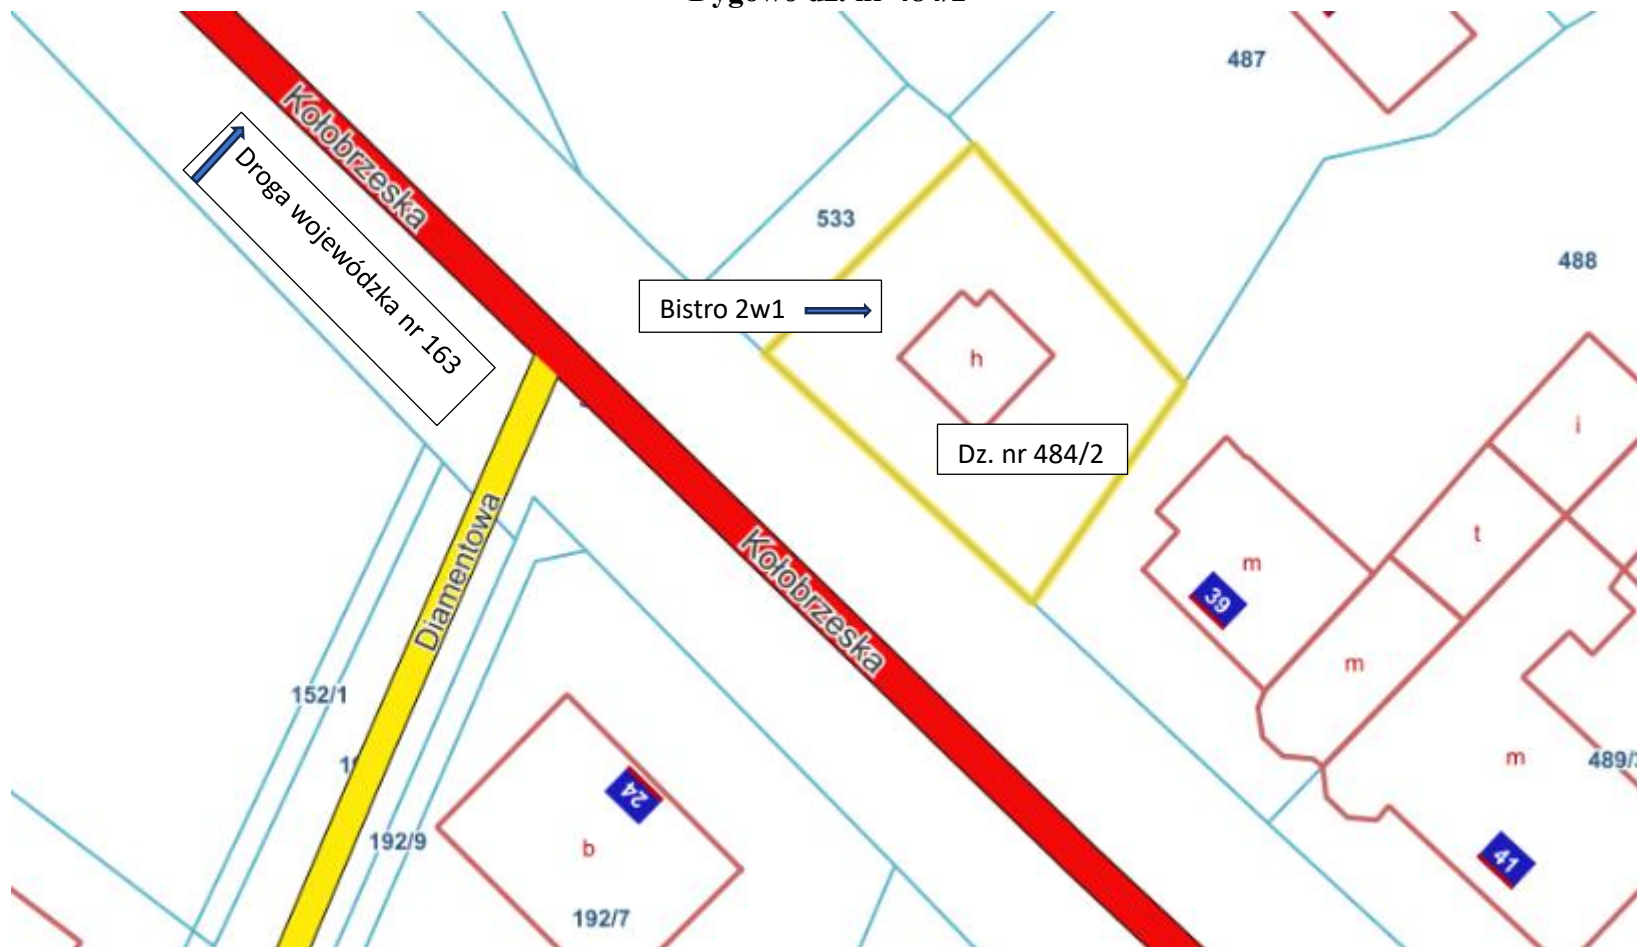 487
Kołobrzeska
Droga wojewódzka nr 163
533
488
Bistro 2w1
h
i
Dz. nr 484/2
t
Diamentowa
Kołobrzeska
m
39
m
152/1
m
489/
24
192/9
b
41
192/7